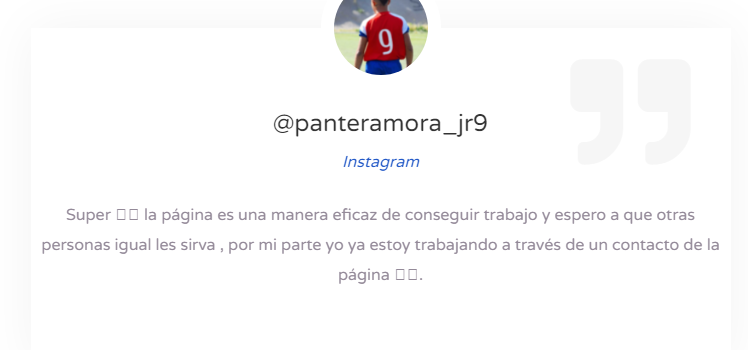 9
@panteramora_jr9
Instagram
Super □□ la página es una manera eficaz de conseguir trabajo y espero a que otras
personas igual les sirva , por mi parte yo ya estoy trabajando a través de un contacto de la
página □□.